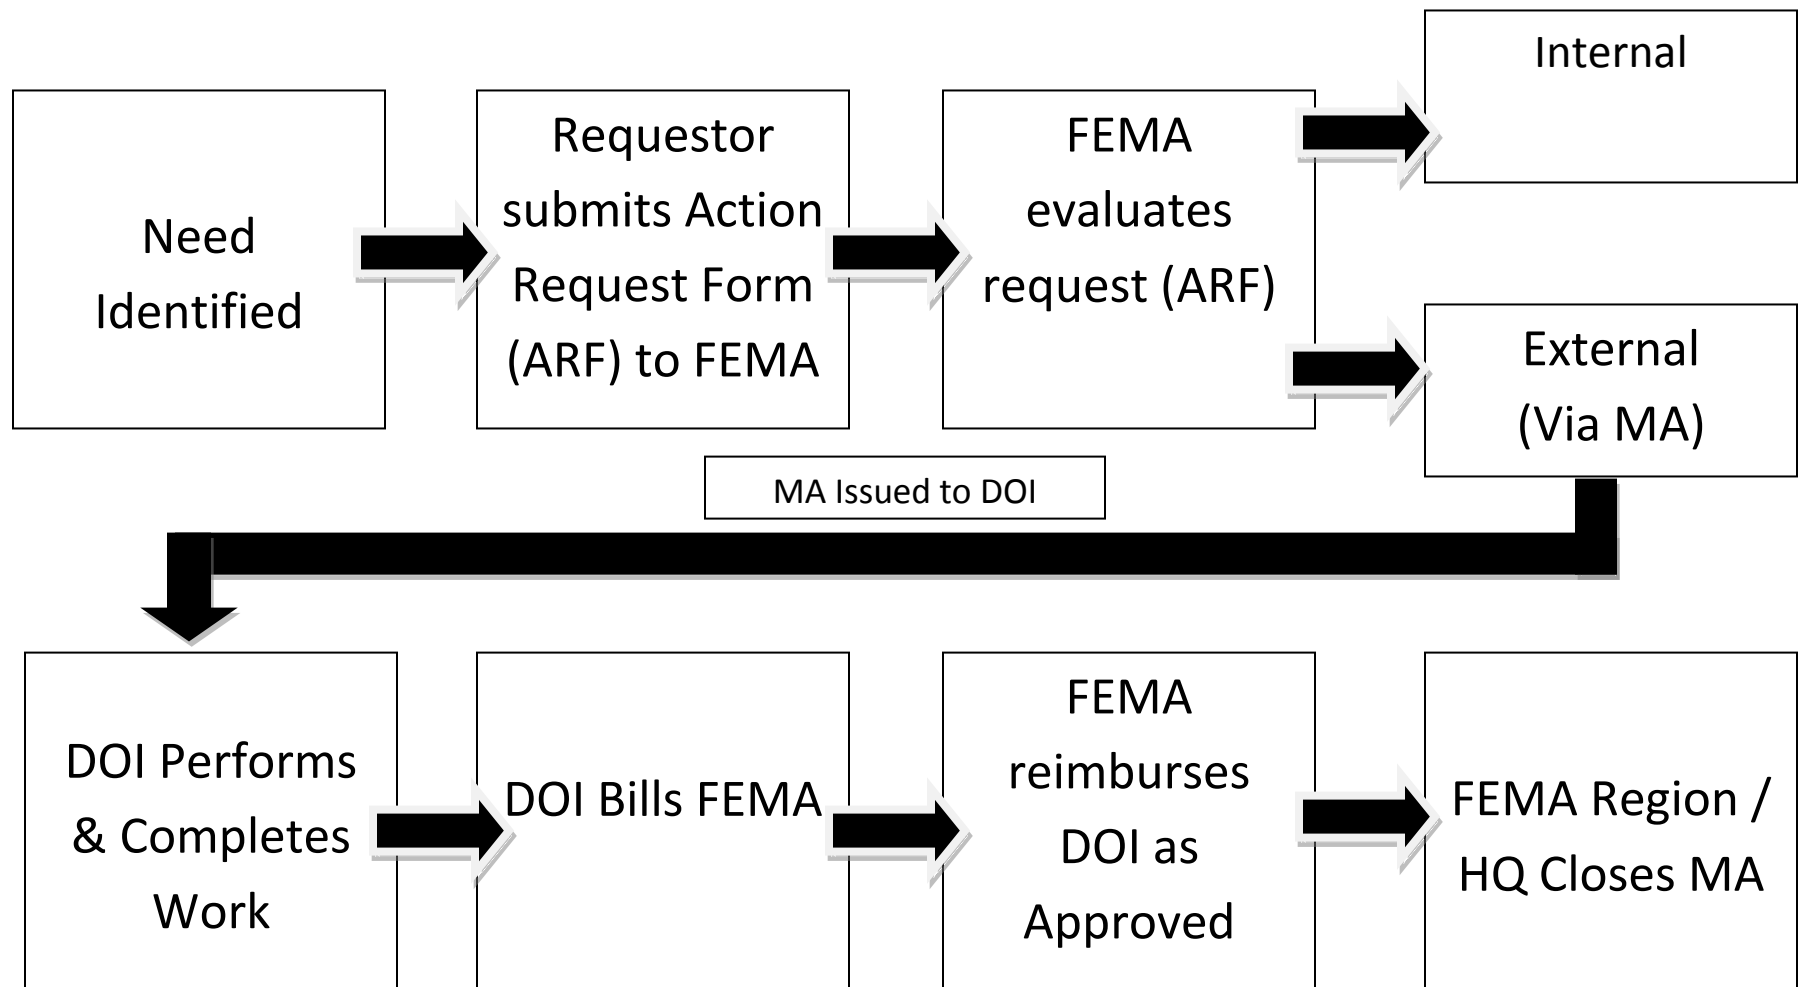 Need
Identified
Requestor
submits Action
Request Form
(ARF) to FEMA
FEMA
evaluates
request (ARF)
Internal
External
(Via MA)
MA Issued to DOI
DOI Performs
& Completes
Work
DOI Bills FEMA
FEMA
reimburses
DOI as
Approved
FEMA Region /
HQ Closes MA